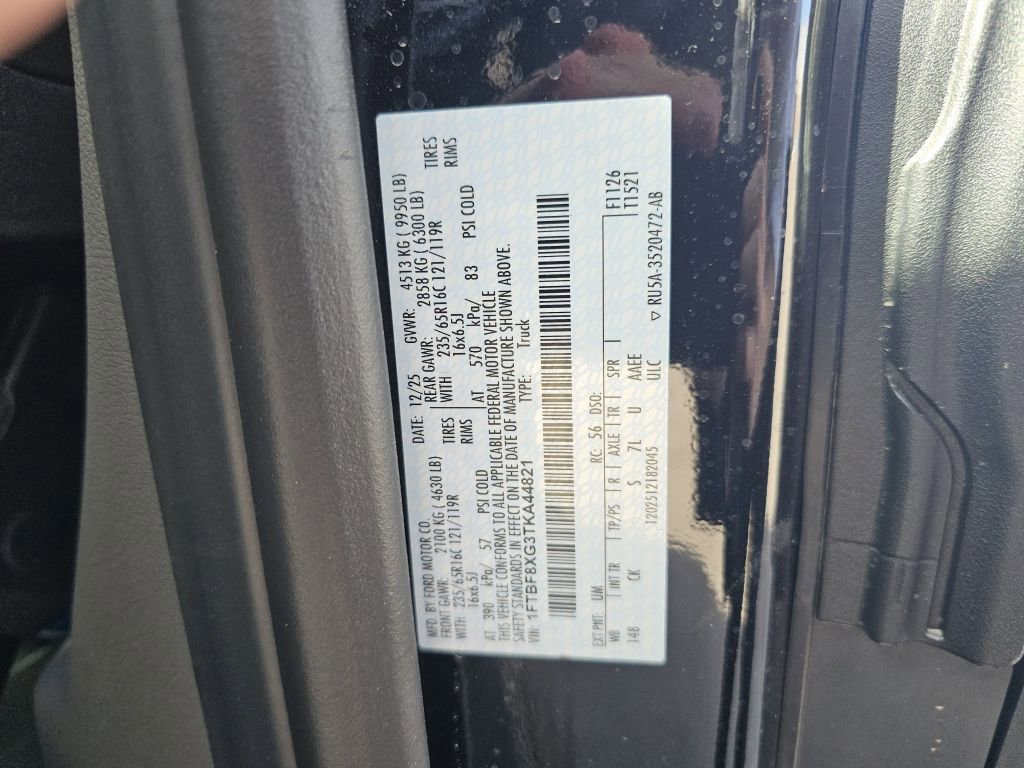 MFD. BY FORD MOTOR CO.
DATE: 12/25 GVWR: 4513 KG ( 9950 LB)
FRONT GAWR: 2100 KG ( 4630 LB)
REAR GAWR: 2858 KG ( 6300 LB)
WITH 235/65R16C 121/119R TIRES
WITH 235/65R16C 121/119R TIRES
16x6.5J RIMS
16x6.5J RIMS
AT 390 kPa/ 57 PSI COLD
AT 570 kPa/ 83 PSI COLD
THIS VEHICLE CONFORMS TO ALL APPLICABLE FEDERAL MOTOR VEHICLE
SAFETY STANDARDS IN EFFECT ON THE DATE OF MANUFACTURE SHOWN ABOVE.
VIN: 1FTBF8XG3TKA44821 TYPE: Truck
EXT PNT: UM RC: 56 DSO: F1126
WB INT TR TP/PS R AXLE TR SPR T1521
148 CK S 7L U AAEE
1202512182045 ULC
▽ RU5A-3520472-AB